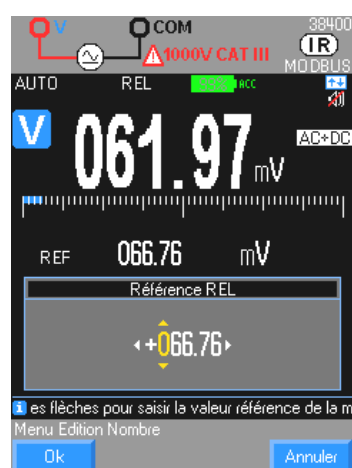 V COM 38400
1000V CAT III (IR)
MODBUS
AUTO REL ACC
V 061.97 mV AC+DC
REF 066.76 mV
Référence REL
+066.76
es flèches pour saisir la valeur référence de la m
Menu Edition Nombre
Ok Annuler